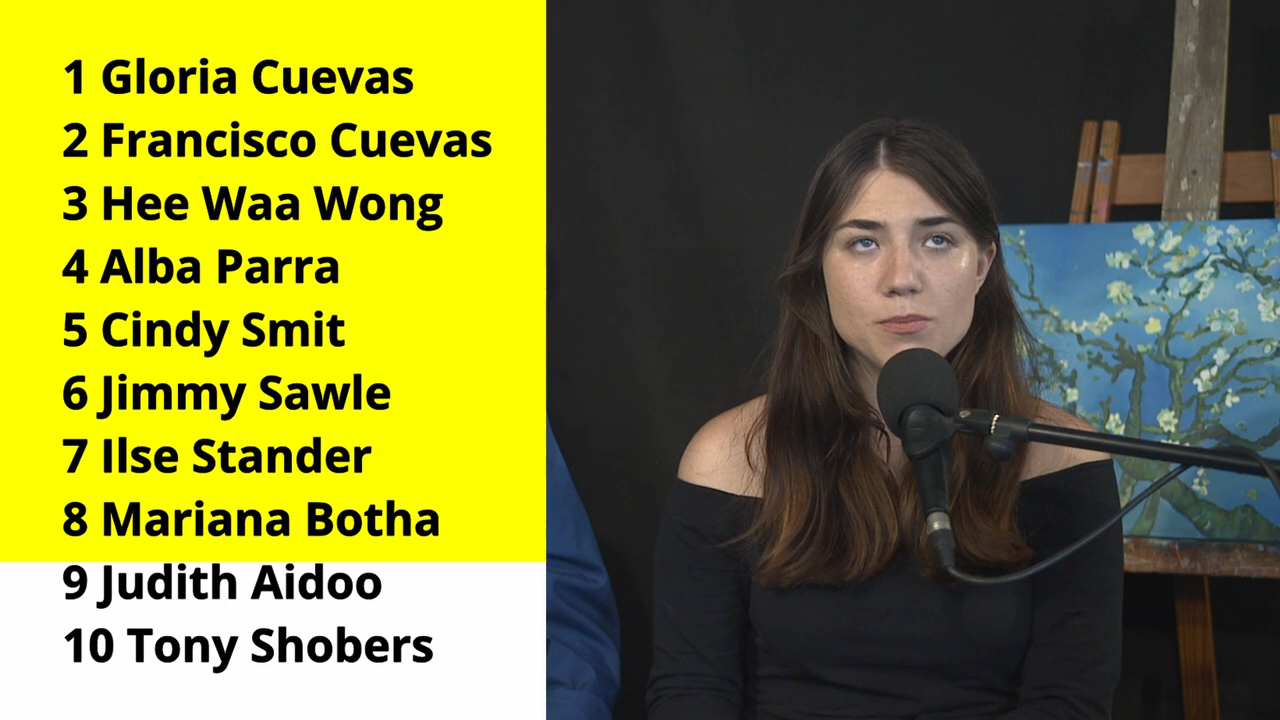 1 Gloria Cuevas
2 Francisco Cuevas
3 Hee Waa Wong
4 Alba Parra
5 Cindy Smit
6 Jimmy Sawle
7 Ilse Stander
8 Mariana Botha
9 Judith Aidoo
10 Tony Shobers